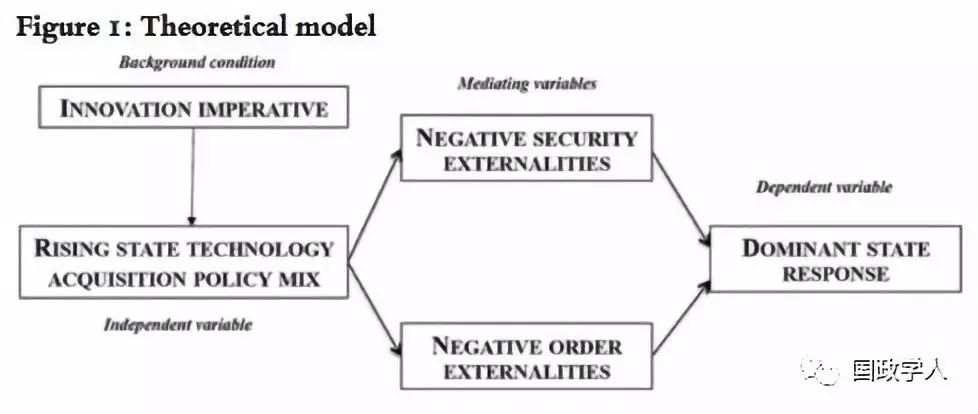 Figure 1: Theoretical model
Background condition
INNOVATION IMPERATIVE
RISING STATE TECHNOLOGY
ACQUISITION POLICY MIX
Independent variable
Mediating variables
NEGATIVE SECURITY
EXTERNALITIES
NEGATIVE ORDER
EXTERNALITIES
Dependent variable
DOMINANT STATE
RESPONSE
国政学人